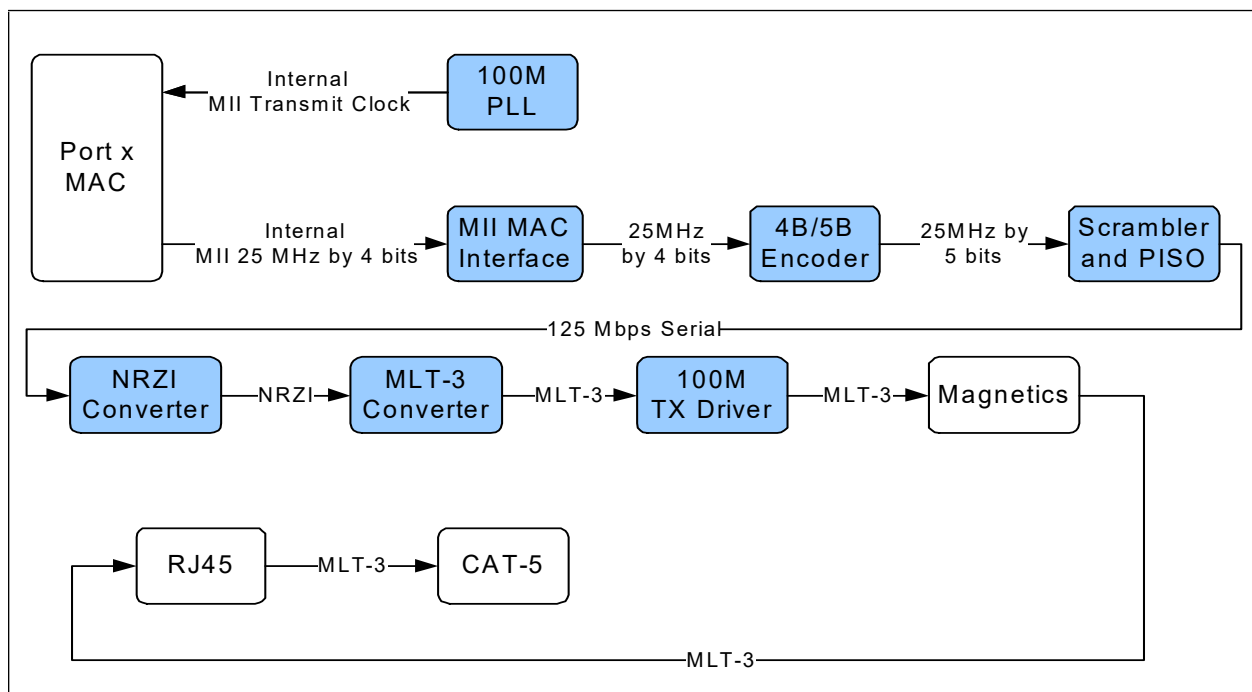 Internal
MII Transmit Clock
100M
PLL
Port x
MAC
Internal
MII 25 MHz by 4 bits
MII MAC
Interface
25MHz
by 4 bits
4B/5B
Encoder
25MHz by
5 bits
Scrambler
and PISO
125 Mbps Serial
NRZI
Converter
NRZI
MLT-3
Converter
MLT-3
100M
TX Driver
MLT-3
Magnetics
RJ45
MLT-3
CAT-5
MLT-3